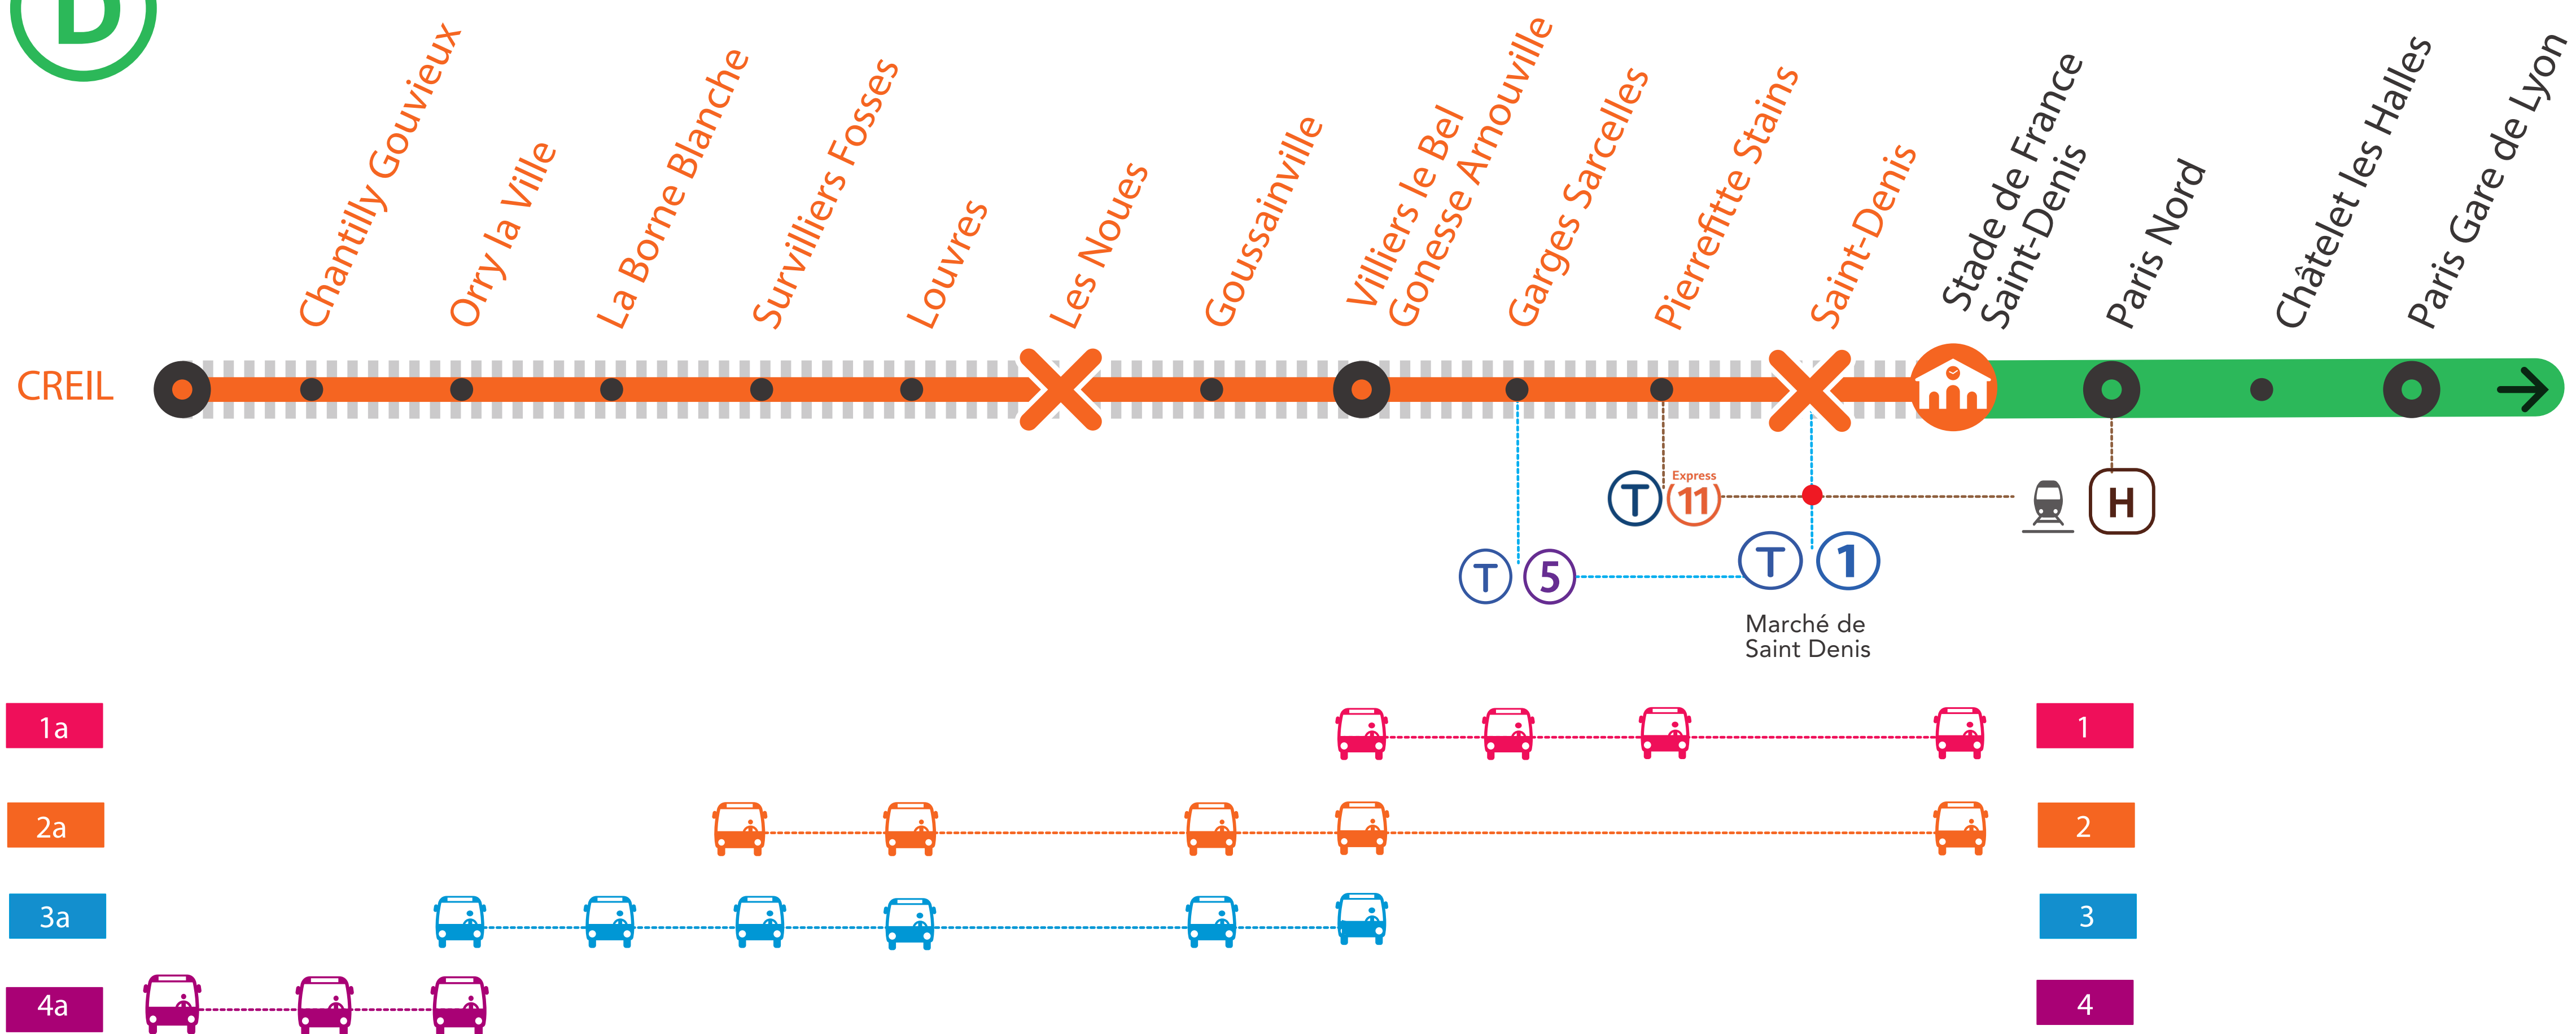 D
Chantilly Gouvieux
Orry la Ville
La Borne Blanche
Survilliers Fosses
Louvres
Les Noues
Goussainville
Villiers le Bel
Gonesse Arnouville
Garges Sarcelles
Pierrefitte Stains
Saint-Denis
Stade de France
Saint-Denis
Paris Nord
Châtelet les Halles
Paris Gare de Lyon
CREIL
T Express 11
H
T 5
T 1
Marché de
Saint Denis
1a 1
2a 2
3a 3
4a 4